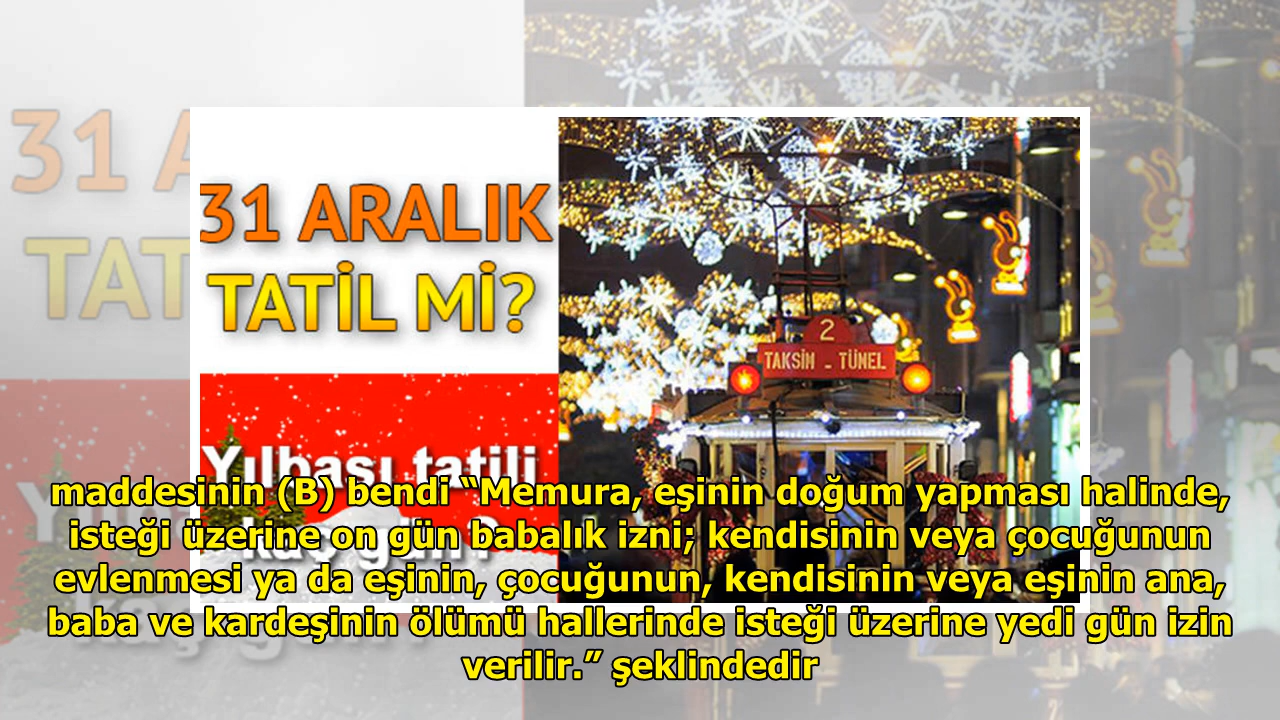 31 ARALIK
TATİL Mİ?
2
TAKSİM - TÜNEL
Yılbaşı tatili
maddesinin (B) bendi “Memura, eşinin doğum yapması halinde,
isteği üzerine on gün babalık izni; kendisinin veya çocuğunun
evlenmesi ya da eşinin, çocuğunun, kendisinin veya eşinin ana,
baba ve kardeşinin ölümü hallerinde isteği üzerine yedi gün izin
verilir.” şeklindedir